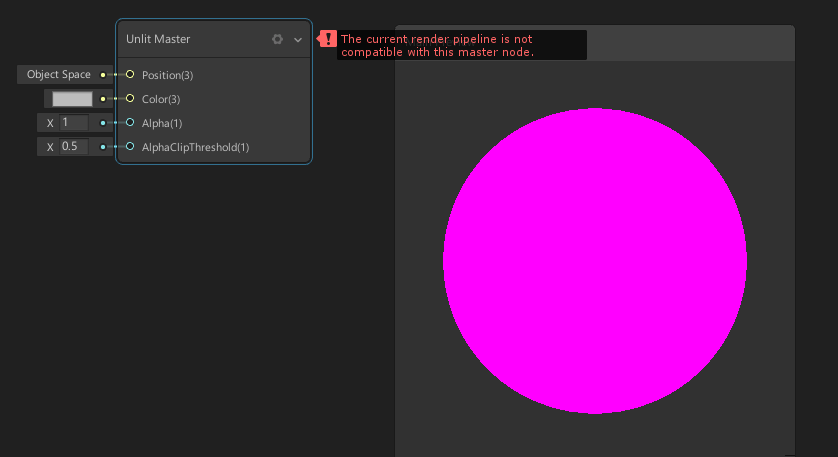 Unlit Master
The current render pipeline is not
compatible with this master node.
Object Space
Position(3)
Color(3)
X 1
Alpha(1)
X 0.5
AlphaClipThreshold(1)